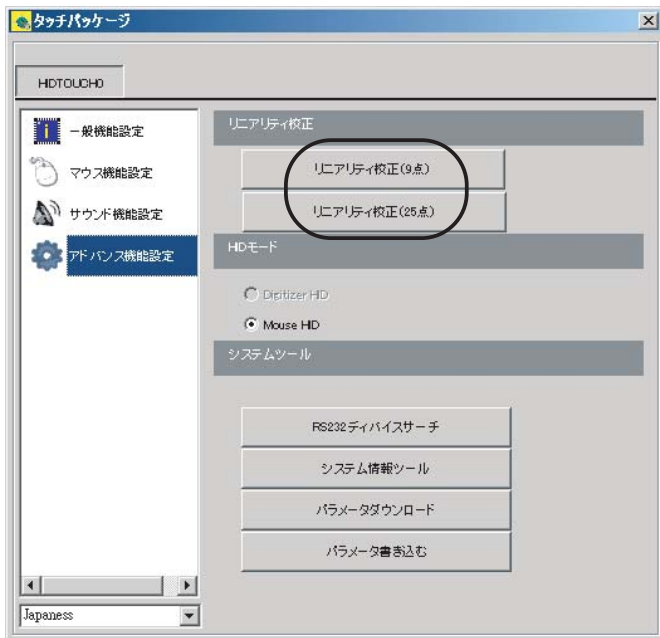 タッチパッケージ
HIDTOUCH0
一般機能設定
マウス機能設定
サウンド機能設定
アドバンス機能設定
リニアリティ校正
リニアリティ校正(9点)
リニアリティ校正(25点)
HIDモード
Digitizer HID
Mouse HID
システムツール
RS232ディバイスサーチ
システム情報ツール
パラメータダウンロード
パラメータ書き込む
Japaness